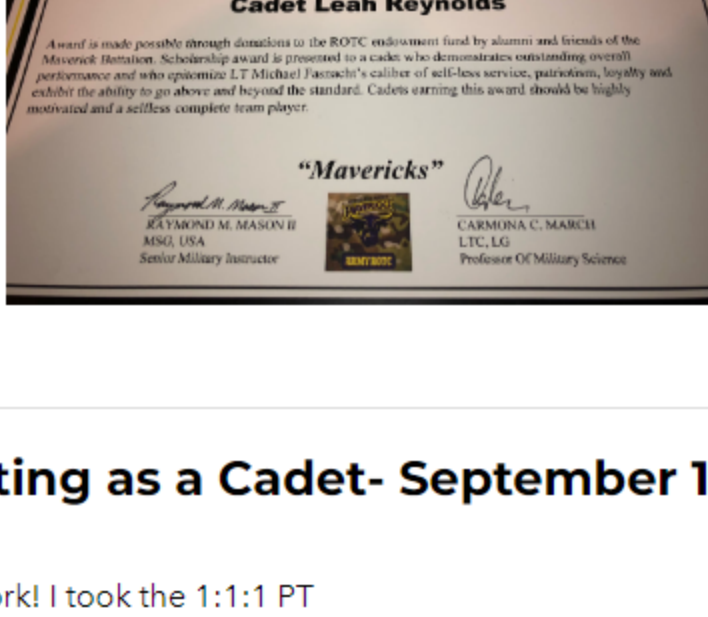 Cadet Leah Reynolds
Award is made possible through donations to the ROTC endowment fund by alumni and friends of the
Maverick Battalion. Scholarship award is presented to a cadet who demonstrates outstanding overall
performance and who epitomize LT Michael caliber of self-less service, patriotism, loyalty and
exhibit the ability to go above and beyond the standard. Cadets earning this award should be highly
motivated and a selfless complete team player.
“Mavericks”
Raymond M. Mason II
RAYMOND M. MASON II
CARMONA C. MARCH
MSG, USA
LTC, LG
Senior Military Instructor
Professor Of Military Science
ARMY ROTC
ting as a Cadet- September 1
rk! I took the 1:1:1 PT